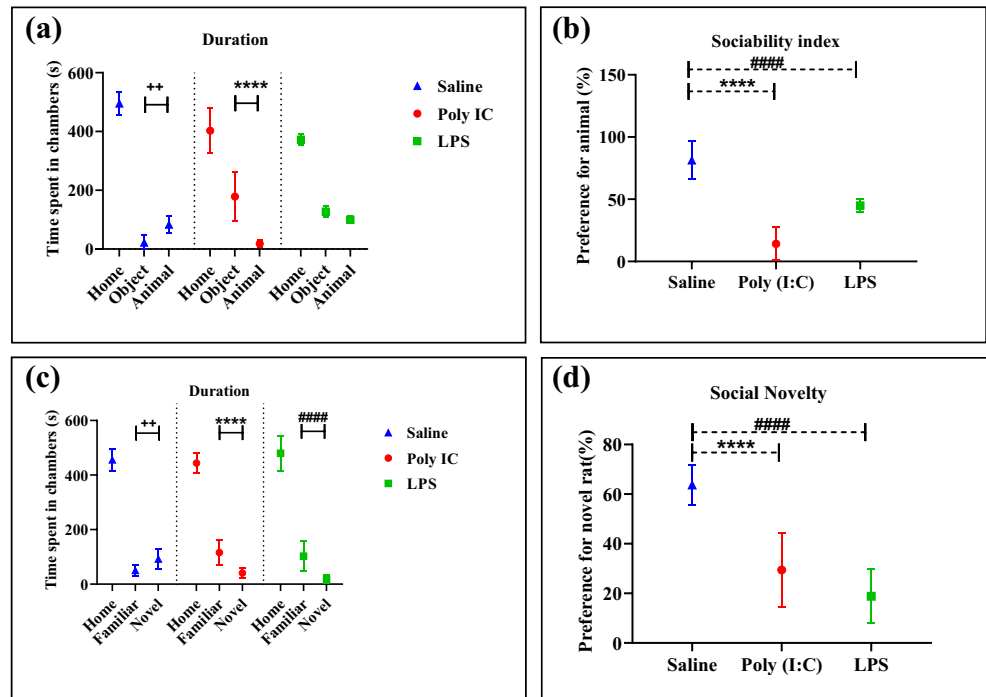 (a)
Duration
Time spent in chambers (s)
600
400
200
0
++
****
Home
Object
Animal
Home
Object
Animal
Home
Object
Animal
Saline
Poly IC
LPS
(b)
Sociability index
Preference for animal (%)
150
100
50
0
####
****
Saline Poly (I:C) LPS
(c)
Duration
Time spent in chambers (s)
600
400
200
0
++
****
####
Home
Familiar
Novel
Home
Familiar
Novel
Home
Familiar
Novel
Saline
Poly IC
LPS
(d)
Social Novelty
Preference for novel rat(%)
80
60
40
20
0
####
****
Saline Poly (I:C) LPS